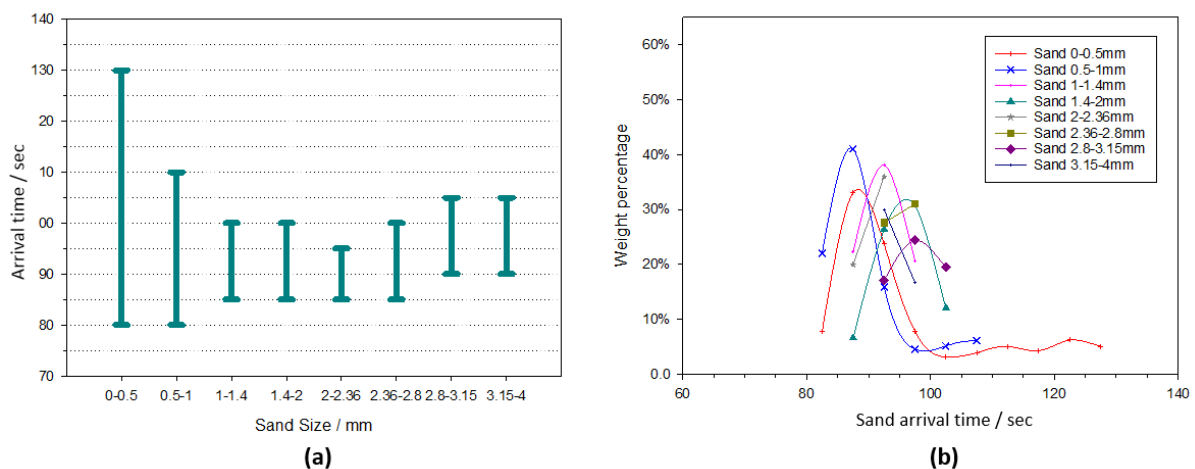 140
130
20
10
00
90
80
70
Arrival time / sec
0-0.5 0.5-1 1-1.4 1.4-2 2-2.36 2.36-2.8 2.8-3.15 3.15-4
Sand Size / mm
(a)
60%
50%
40%
30%
20%
10%
0.0
Weight percentage
Sand 0-0.5mm
Sand 0.5-1mm
Sand 1-1.4mm
Sand 1.4-2mm
Sand 2-2.36mm
Sand 2.36-2.8mm
Sand 2.8-3.15mm
Sand 3.15-4mm
60 80 100 120 140
Sand arrival time / sec
(b)